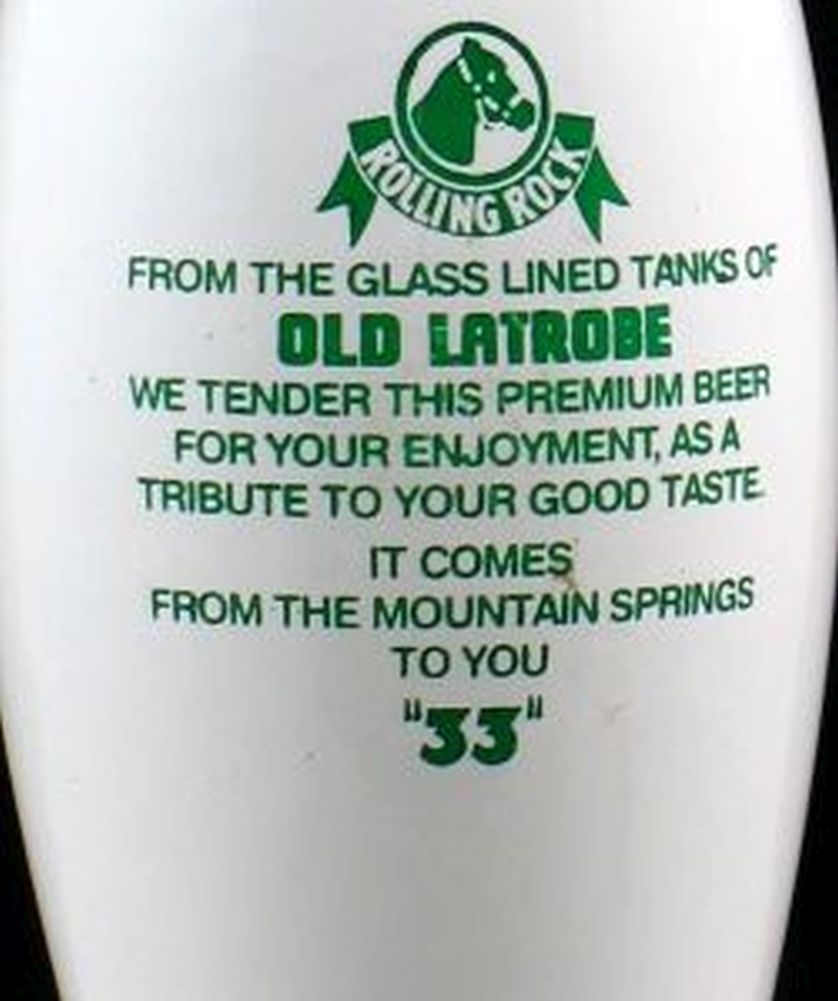 ROLLING ROCK
FROM THE GLASS LINED TANKS OF
OLD LATROBE
WE TENDER THIS PREMIUM BEER
FOR YOUR ENJOYMENT, AS A
TRIBUTE TO YOUR GOOD TASTE.
IT COMES
FROM THE MOUNTAIN SPRINGS
TO YOU
"33"